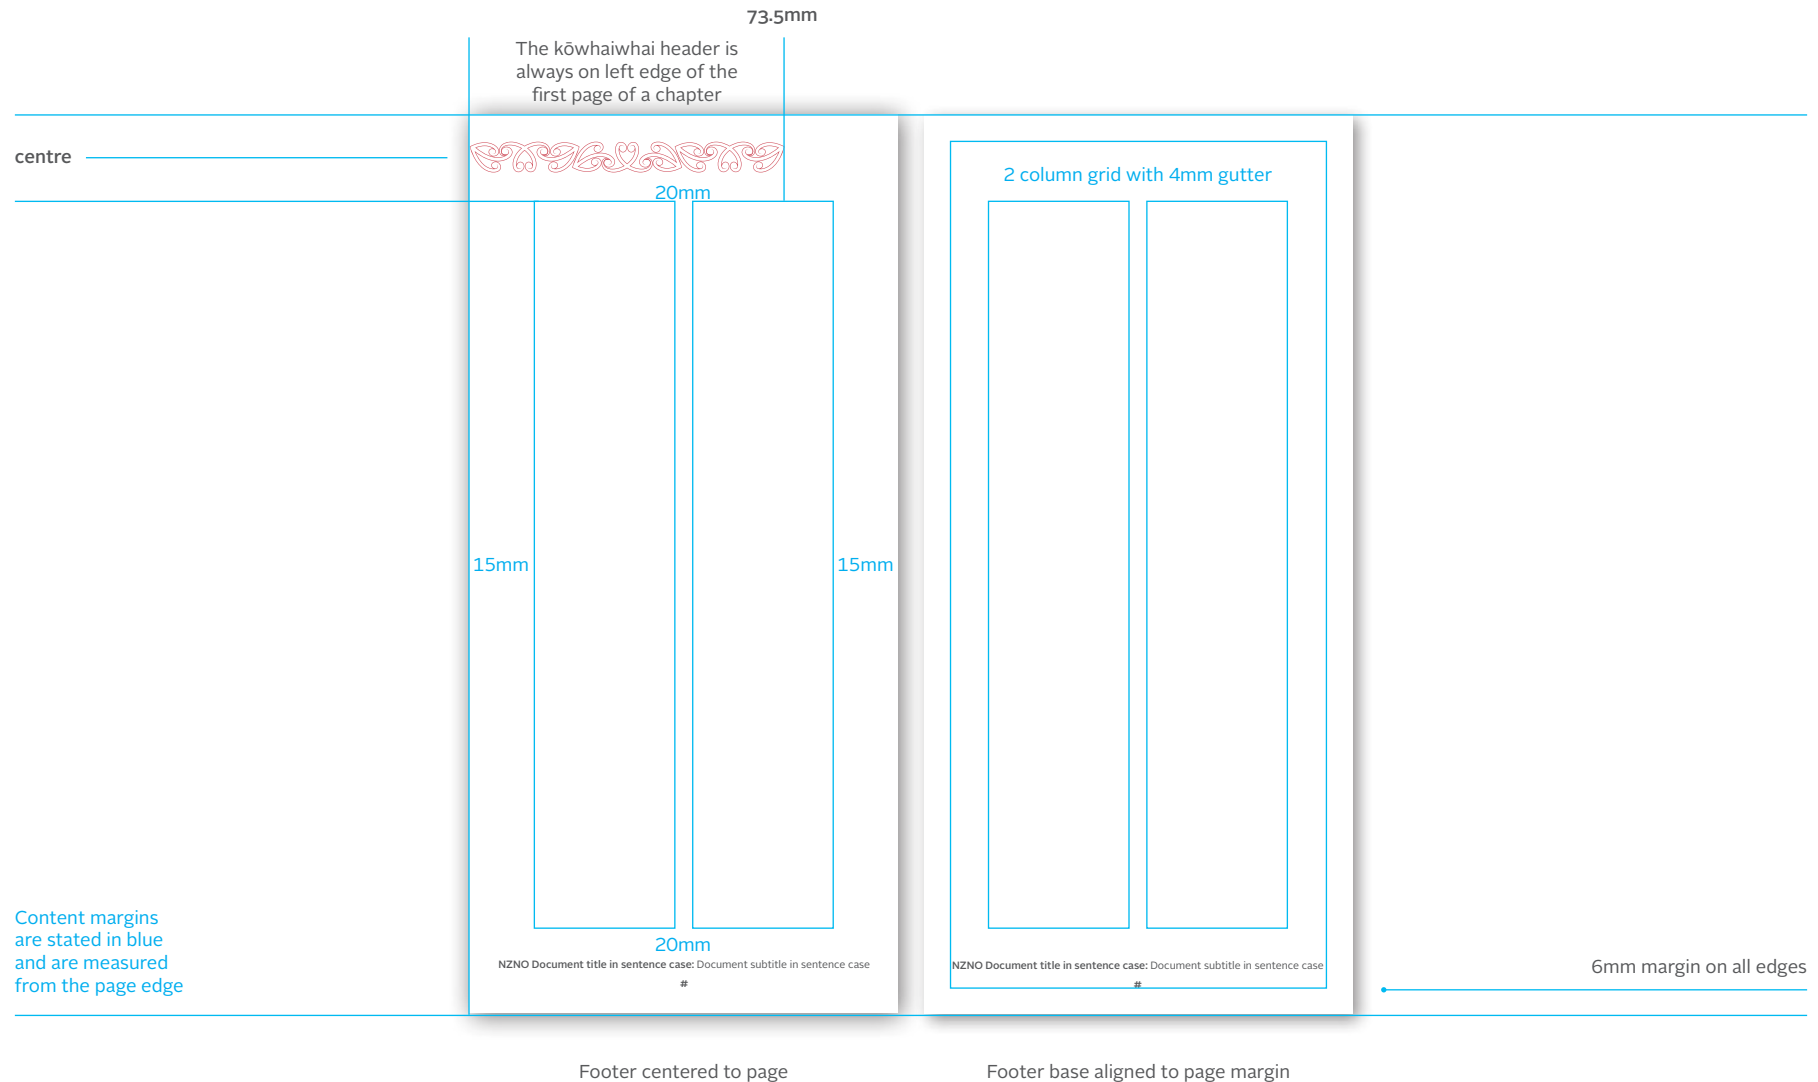 73.5mm
The kōwhaiwhai header is
always on left edge of the
first page of a chapter
centre
20mm
2 column grid with 4mm gutter
15mm
15mm
Content margins
are stated in blue
and are measured
from the page edge
20mm
NZNO Document title in sentence case: Document subtitle in sentence case
#
NZNO Document title in sentence case: Document subtitle in sentence case
#
6mm margin on all edges
Footer centered to page
Footer base aligned to page margin